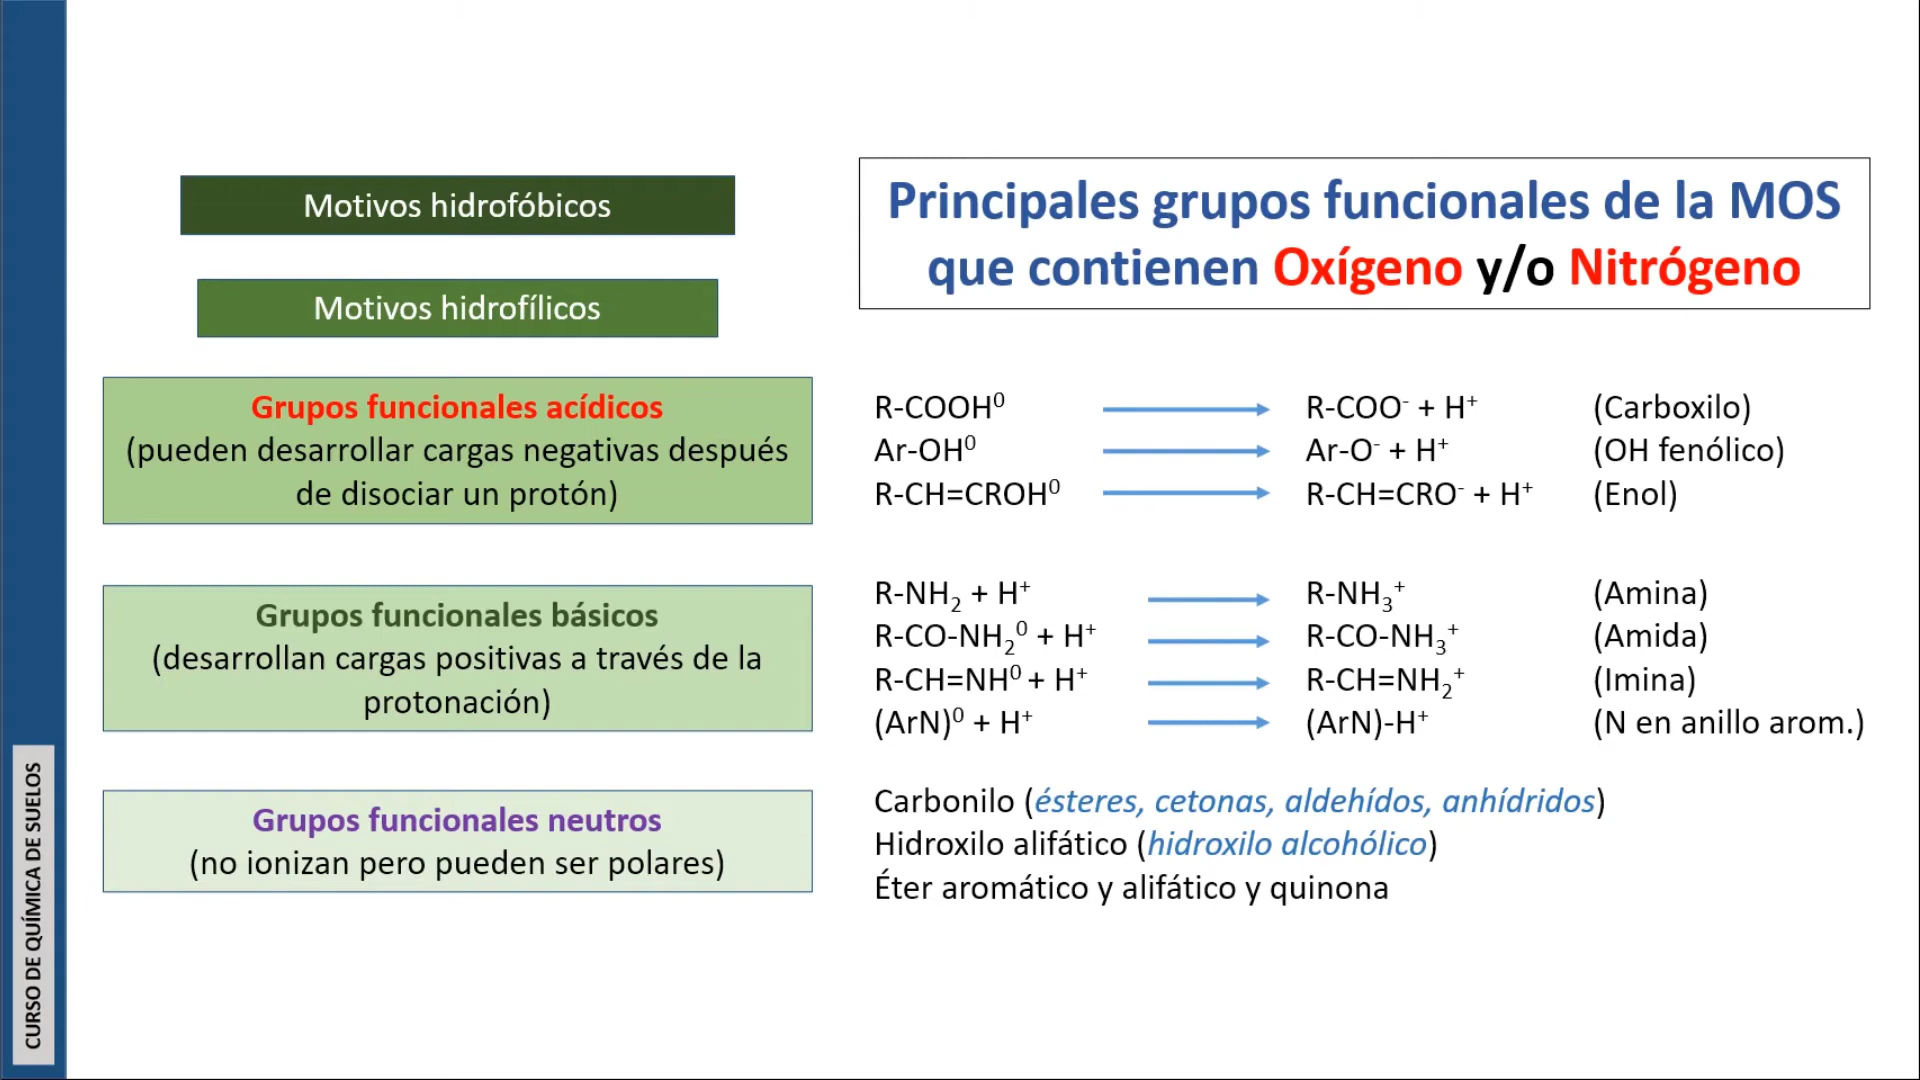 Motivos hidrofóbicos
Motivos hidrofílicos
Principales grupos funcionales de la MOS
que contienen Oxígeno y/o Nitrógeno
Grupos funcionales acídicos
(pueden desarrollar cargas negativas después
de disociar un protón)
R-COOH⁰ → R-COO⁻ + H⁺ (Carboxilo)
Ar-OH⁰ → Ar-O⁻ + H⁺ (OH fenólico)
R-CH=CROH⁰ → R-CH=CRO⁻ + H⁺ (Enol)
Grupos funcionales básicos
(desarrollan cargas positivas a través de la
protonación)
R-NH₂ + H⁺ → R-NH₃⁺ (Amina)
R-CO-NH₂⁰ + H⁺ → R-CO-NH₃⁺ (Amida)
R-CH=NH⁰ + H⁺ → R-CH=NH₂⁺ (Imina)
(ArN)⁰ + H⁺ → (ArN)-H⁺ (N en anillo arom.)
Grupos funcionales neutros
(no ionizan pero pueden ser polares)
Carbonilo (ésteres, cetonas, aldehídos, anhídridos)
Hidroxilo alifático (hidroxilo alcohólico)
Éter aromático y alifático y quinona
CURSO DE QUÍMICA DE SUELOS